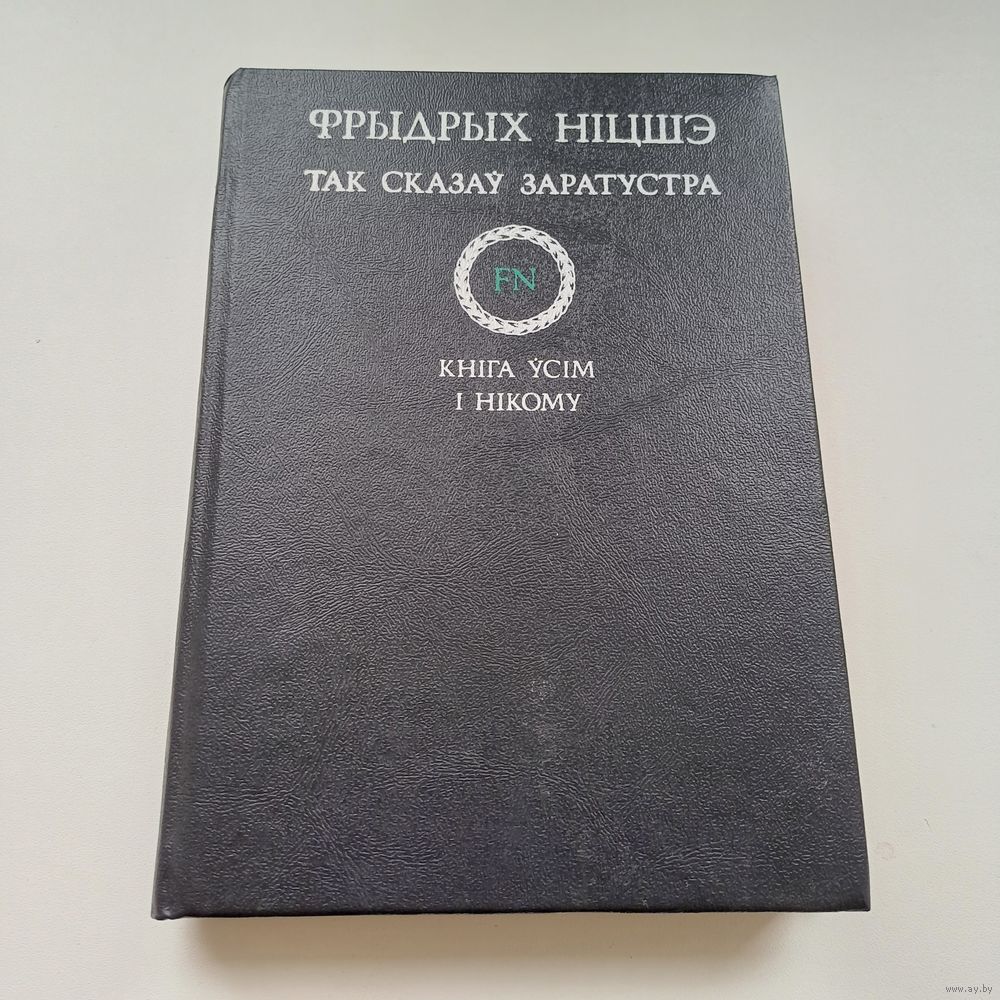 ФРЫДРЫХ НІЦШЭ
ТАК СКАЗАЎ ЗАРАТУСТРА
FN
КНІГА ЎСІМ
І НІКОМУ
www.ay.by